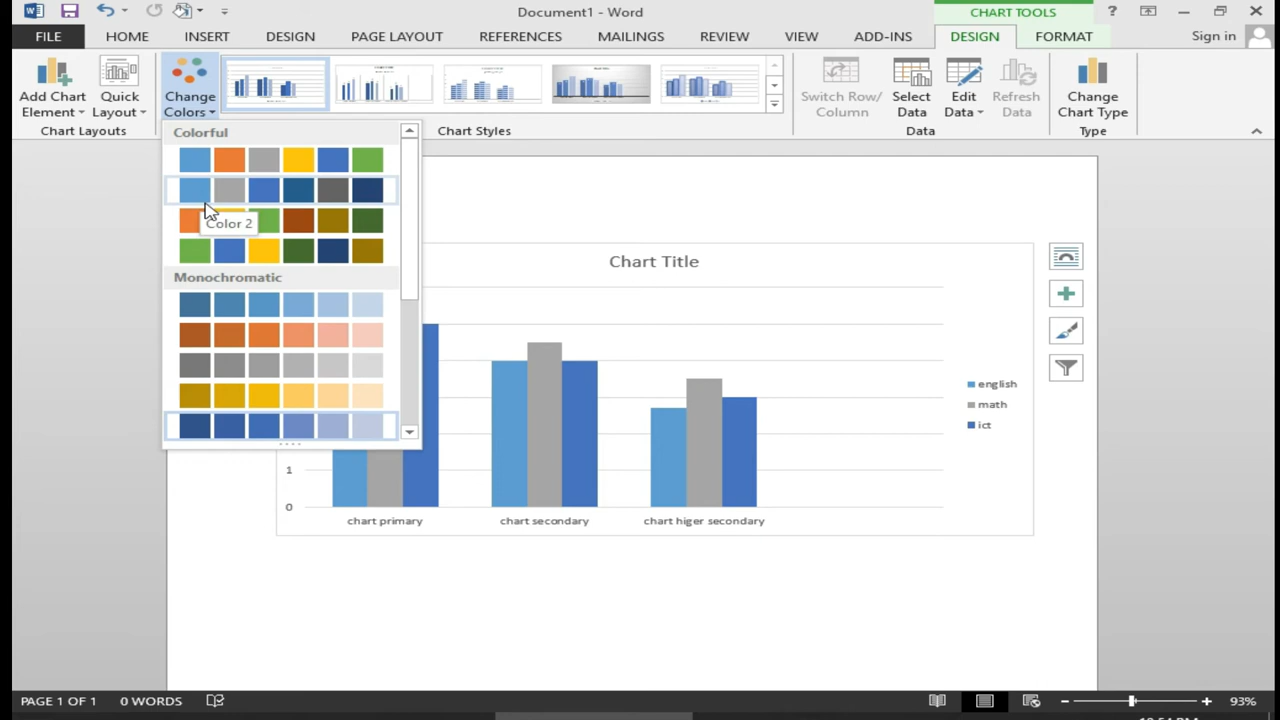 Document1 - Word
CHART TOOLS
?
FILE
HOME
INSERT
DESIGN
PAGE LAYOUT
REFERENCES
MAILINGS
REVIEW
VIEW
ADD-INS
DESIGN
FORMAT
Sign in
Add Chart
Element
Quick
Layout
Change
Colors
Switch Row/
Column
Select
Data
Edit
Data
Refresh
Data
Change
Chart Type
Chart Layouts
Chart Styles
Data
Type
Colorful
Color 2
Monochromatic
Chart Title
english
math
ict
1
0
chart primary
chart secondary
chart higer secondary
PAGE 1 OF 1
0 WORDS
93%